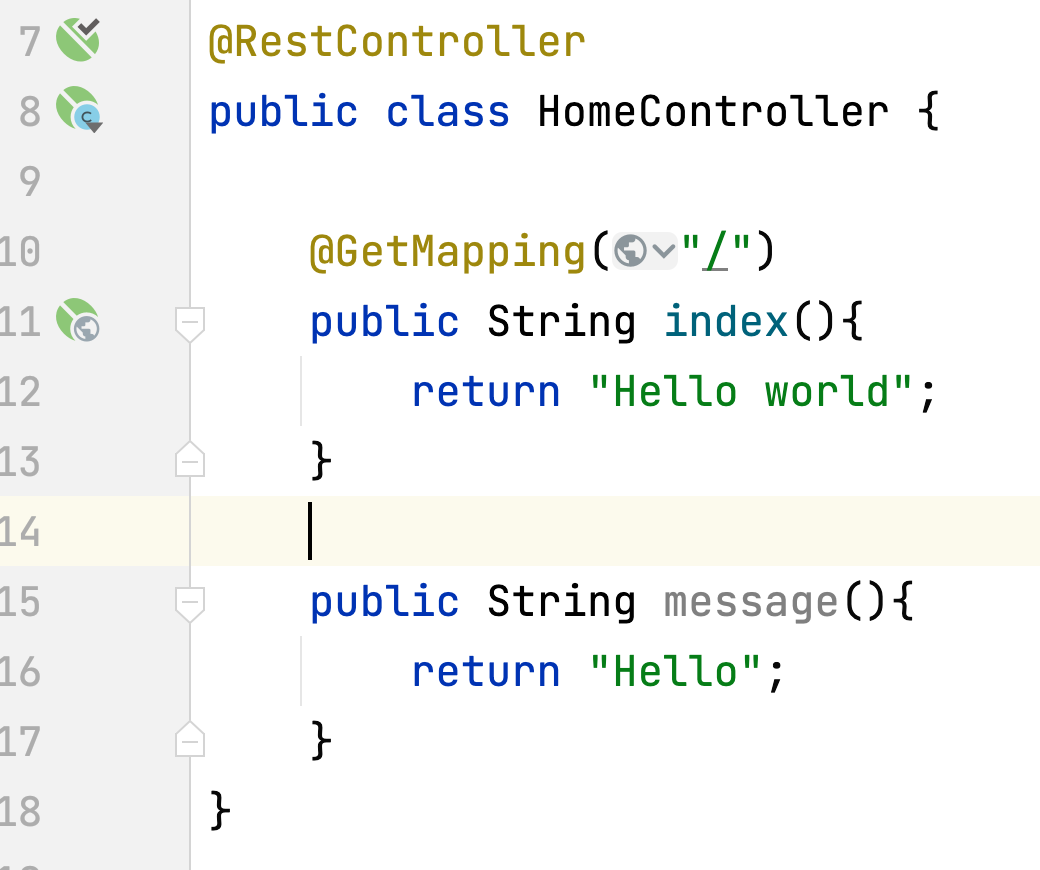 7 @RestController
8 public class HomeController {
9
10 @GetMapping("/")
11 public String index(){
12 return "Hello world";
13 }
14
15 public String message(){
16 return "Hello";
17 }
18 }